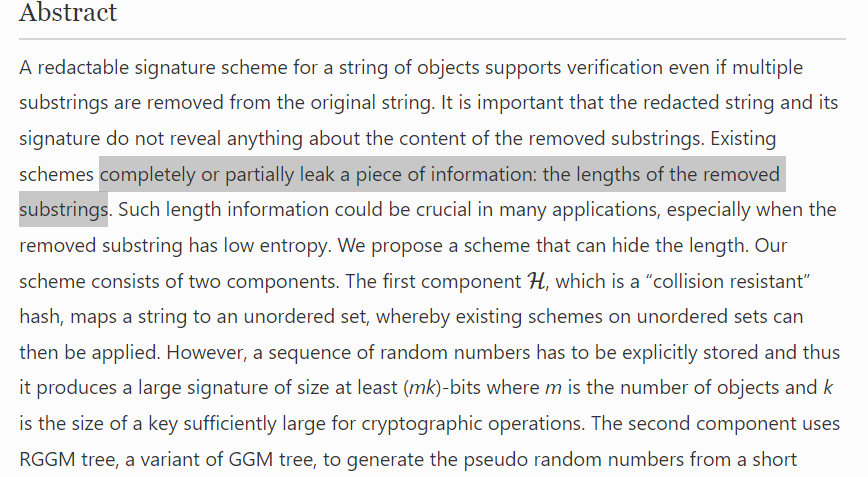 Abstract
A redactable signature scheme for a string of objects supports verification even if multiple
substrings are removed from the original string. It is important that the redacted string and its
signature do not reveal anything about the content of the removed substrings. Existing
schemes completely or partially leak a piece of information: the lengths of the removed
substrings. Such length information could be crucial in many applications, especially when the
removed substring has low entropy. We propose a scheme that can hide the length. Our
scheme consists of two components. The first component ℋ, which is a “collision resistant”
hash, maps a string to an unordered set, whereby existing schemes on unordered sets can
then be applied. However, a sequence of random numbers has to be explicitly stored and thus
it produces a large signature of size at least (mk)-bits where m is the number of objects and k
is the size of a key sufficiently large for cryptographic operations. The second component uses
RGGM tree, a variant of GGM tree, to generate the pseudo random numbers from a short